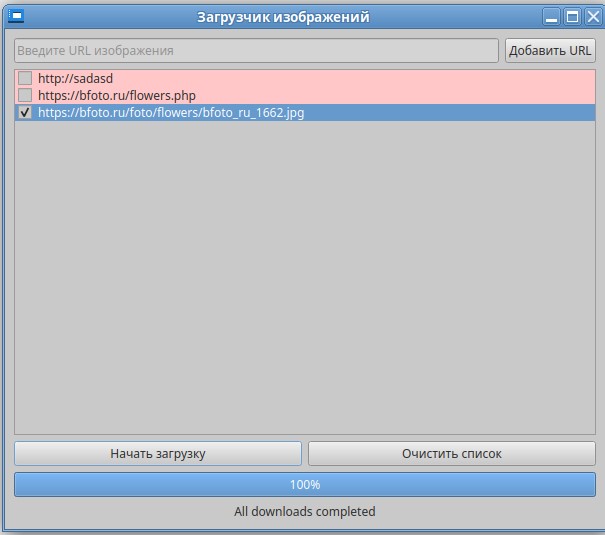 Загрузчик изображений
Введите URL изображения
Добавить URL
http://sadasd
https://bfoto.ru/flowers.php
https://bfoto.ru/foto/flowers/bfoto_ru_1662.jpg
Начать загрузку
Очистить список
100%
All downloads completed